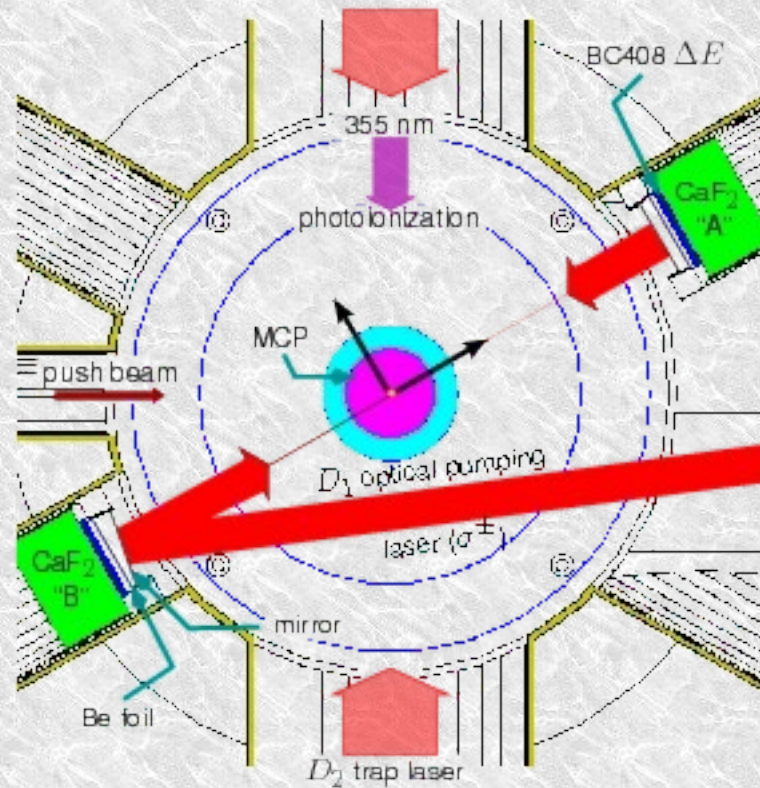 BC408 ΔE
355 nm
CaF₂
"A"
photoionization
MCP
push beam
D₁ optical pumping
laser (σ±)
CaF₂
"B"
mirror
Be foil
D₂ trap laser